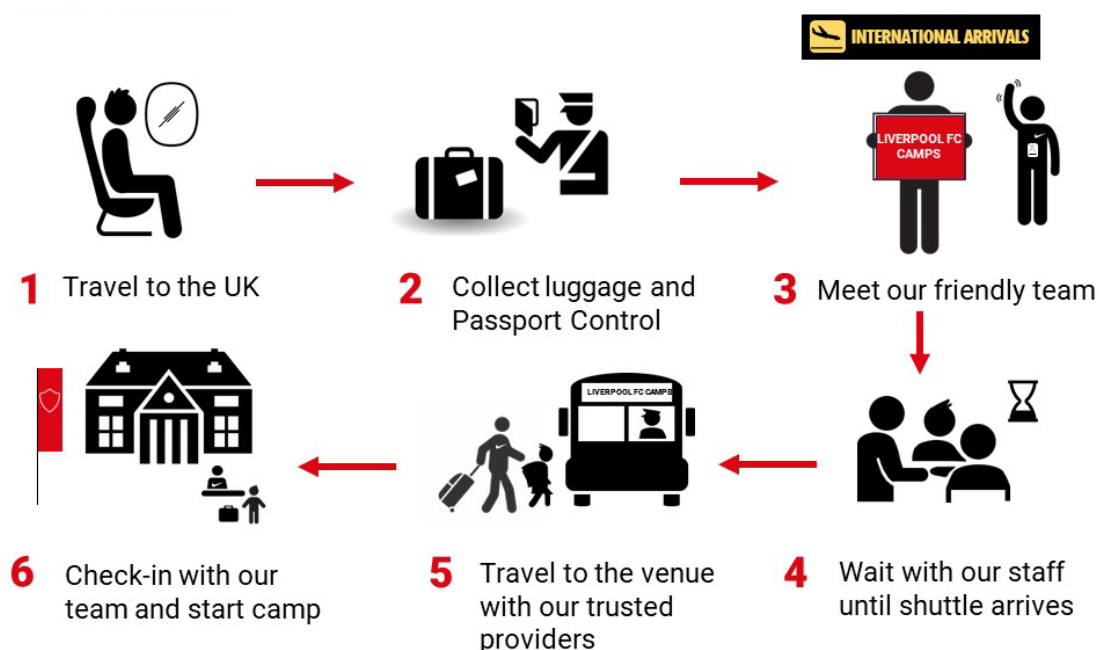 INTERNATIONAL ARRIVALS
LIVERPOOL FC
CAMPS
1 Travel to the UK
2 Collect luggage and
Passport Control
3 Meet our friendly team
4 Wait with our staff
until shuttle arrives
LIVERPOOL FC CAMPS
5 Travel to the venue
with our trusted
providers
6 Check-in with our
team and start camp